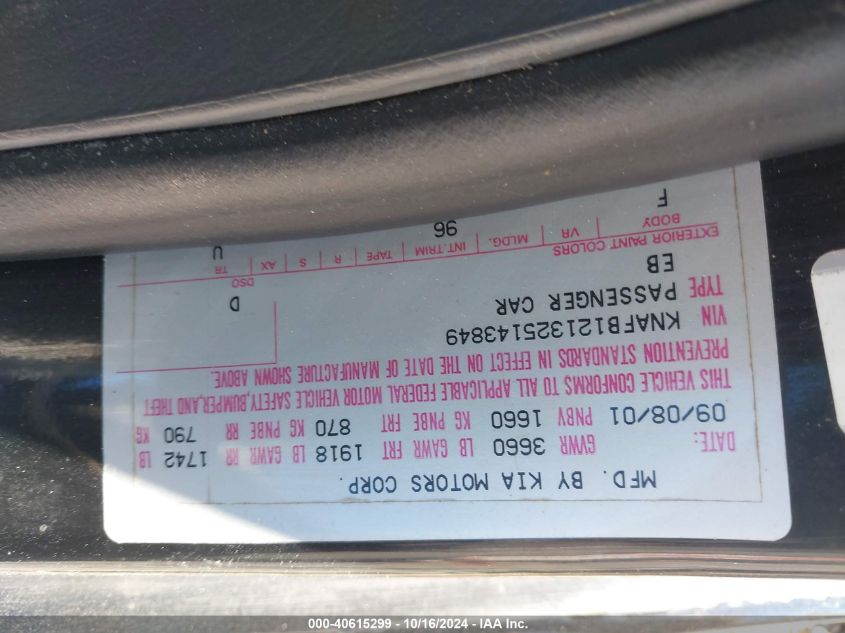 MFD. BY KIA MOTORS CORP.
DATE: GVWR 3660 LB GAWR FRT 1918 LB GAWR RR 1742 LB
09/08/01 PNBV 1660 KG PNBE FRT 870 KG PNBE RR 790 KG
THIS VEHICLE CONFORMS TO ALL APPLICABLE FEDERAL MOTOR VEHICLE SAFETY,BUMPER,AND THEFT
PREVENTION STANDARDS IN EFFECT ON THE DATE OF MANUFACTURE SHOWN ABOVE.
VIN KNAFB121325143849
TYPE PASSENGER CAR D
EB DSO
EXTERIOR PAINT COLORS
BODY VR MLDG. INT.TRIM TAPE R S AX TR
F 96 U
000-40615299 - 10/16/2024 - IAA Inc.